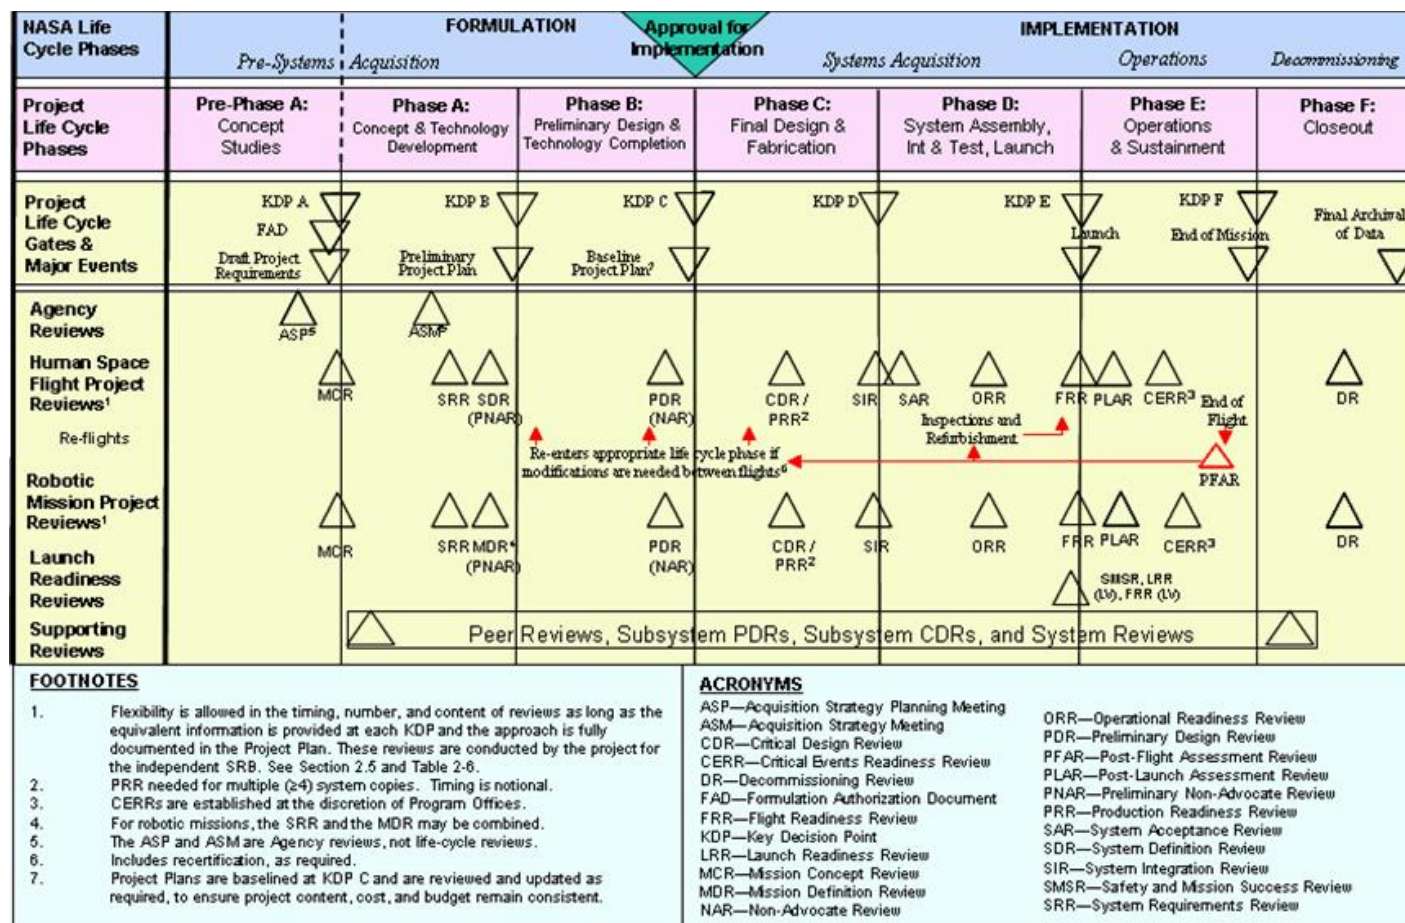 NASA Life
Cycle Phases
FORMULATION
Approval for
Implementation
IMPLEMENTATION
Pre-Systems Acquisition
Systems Acquisition
Operations
Decommissioning
Project
Life Cycle
Phases
Pre-Phase A:
Concept
Studies
Phase A:
Concept & Technology
Development
Phase B:
Preliminary Design &
Technology Completion
Phase C:
Final Design &
Fabrication
Phase D:
System Assembly,
Int & Test, Launch
Phase E:
Operations
& Sustainment
Phase F:
Closeout
Project
Life Cycle
Gates &
Major Events
KDP A
FAD
Draft Project
Requirements
KDP B
Preliminary
Project Plan
KDP C
Baseline
Project Plan⁷
KDP D
KDP E
Launch
KDP F
End of Mission
Final Archival
of Data
Agency
Reviews
ASP⁵
ASM⁵
Human Space
Flight Project
Reviews¹
MCR
SRR
SDR
(PNAR)
PDR
(NAR)
CDR /
PRR²
SIR
SAR
ORR
FRR
PLAR
CERR³
End of
Flight
DR
Re-flights
Re-enters appropriate life cycle phase if
modifications are needed between flights⁶
Inspections and
Refurbishment
PFAR
Robotic
Mission Project
Reviews¹
MCR
SRR
MDR⁴
(PNAR)
PDR
(NAR)
CDR /
PRR²
SIR
ORR
FRR
PLAR
CERR³
DR
Launch
Readiness
Reviews
SMSR, LRR
(LV), FRR (LV)
Supporting
Reviews
Peer Reviews, Subsystem PDRs, Subsystem CDRs, and System Reviews
FOOTNOTES
1. Flexibility is allowed in the timing, number, and content of reviews as long as the
equivalent information is provided at each KDP and the approach is fully
documented in the Project Plan. These reviews are conducted by the project for
the independent SRB. See Section 2.5 and Table 2-6.
2. PRR needed for multiple (≥4) system copies. Timing is notional.
3. CERRs are established at the discretion of Program Offices.
4. For robotic missions, the SRR and the MDR may be combined.
5. The ASP and ASM are Agency reviews, not life-cycle reviews.
6. Includes recertification, as required.
7. Project Plans are baselined at KDP C and are reviewed and updated as
required, to ensure project content, cost, and budget remain consistent.
ACRONYMS
ASP—Acquisition Strategy Planning Meeting
ASM—Acquisition Strategy Meeting
CDR—Critical Design Review
CERR—Critical Events Readiness Review
DR—Decommissioning Review
FAD—Formulation Authorization Document
FRR—Flight Readiness Review
KDP—Key Decision Point
LRR—Launch Readiness Review
MCR—Mission Concept Review
MDR—Mission Definition Review
NAR—Non-Advocate Review
ORR—Operational Readiness Review
PDR—Preliminary Design Review
PFAR—Post-Flight Assessment Review
PLAR—Post-Launch Assessment Review
PNAR—Preliminary Non-Advocate Review
PRR—Production Readiness Review
SAR—System Acceptance Review
SDR—System Definition Review
SIR—System Integration Review
SMSR—Safety and Mission Success Review
SRR—System Requirements Review